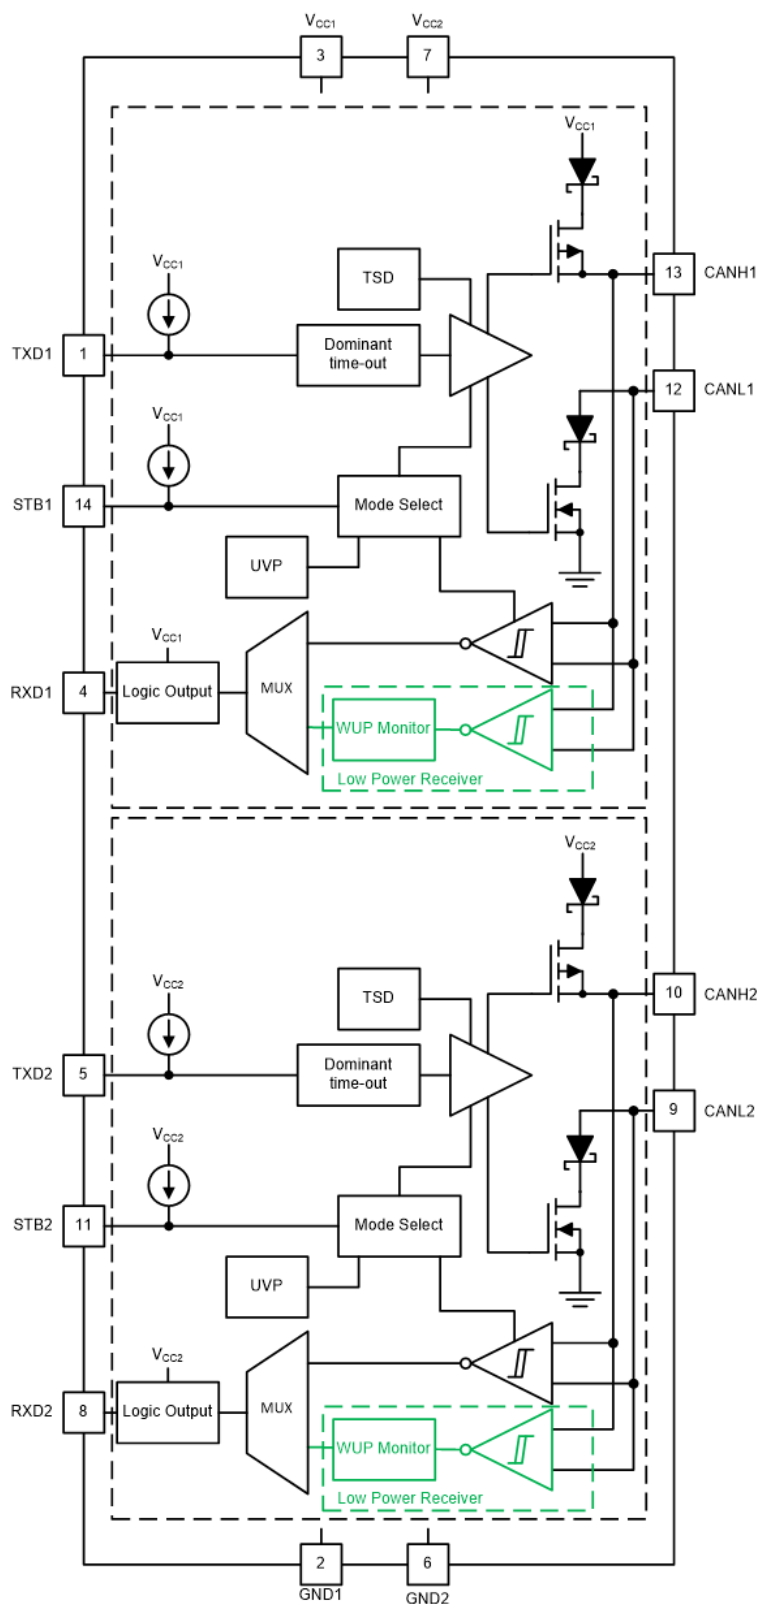 VCC1 VCC2
3 7
VCC1
VCC1
TSD
13 CANH1
TXD1 1
Dominant
time-out
12 CANL1
VCC1
STB1 14
Mode Select
UVP
VCC1
RXD1 4
Logic Output
MUX
WUP Monitor
Low Power Receiver
VCC2
VCC2
TSD
10 CANH2
TXD2 5
Dominant
time-out
9 CANL2
VCC2
STB2 11
Mode Select
UVP
VCC2
RXD2 8
Logic Output
MUX
WUP Monitor
Low Power Receiver
2 6
GND1 GND2